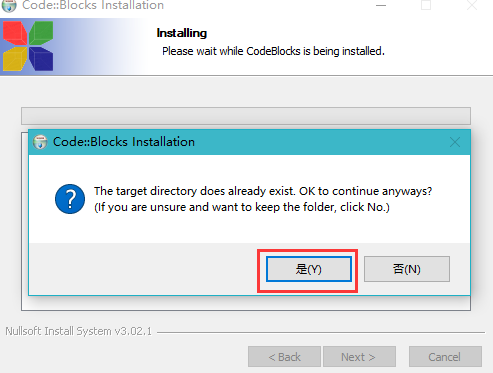 Code::Blocks Installation
Installing
Please wait while CodeBlocks is being installed.
Code::Blocks Installation
The target directory does already exist. OK to continue anyways?
(If you are unsure and want to keep the folder, click No.)
是(Y)
否(N)
Nullsoft Install System v3.02.1
< Back
Next >
Cancel